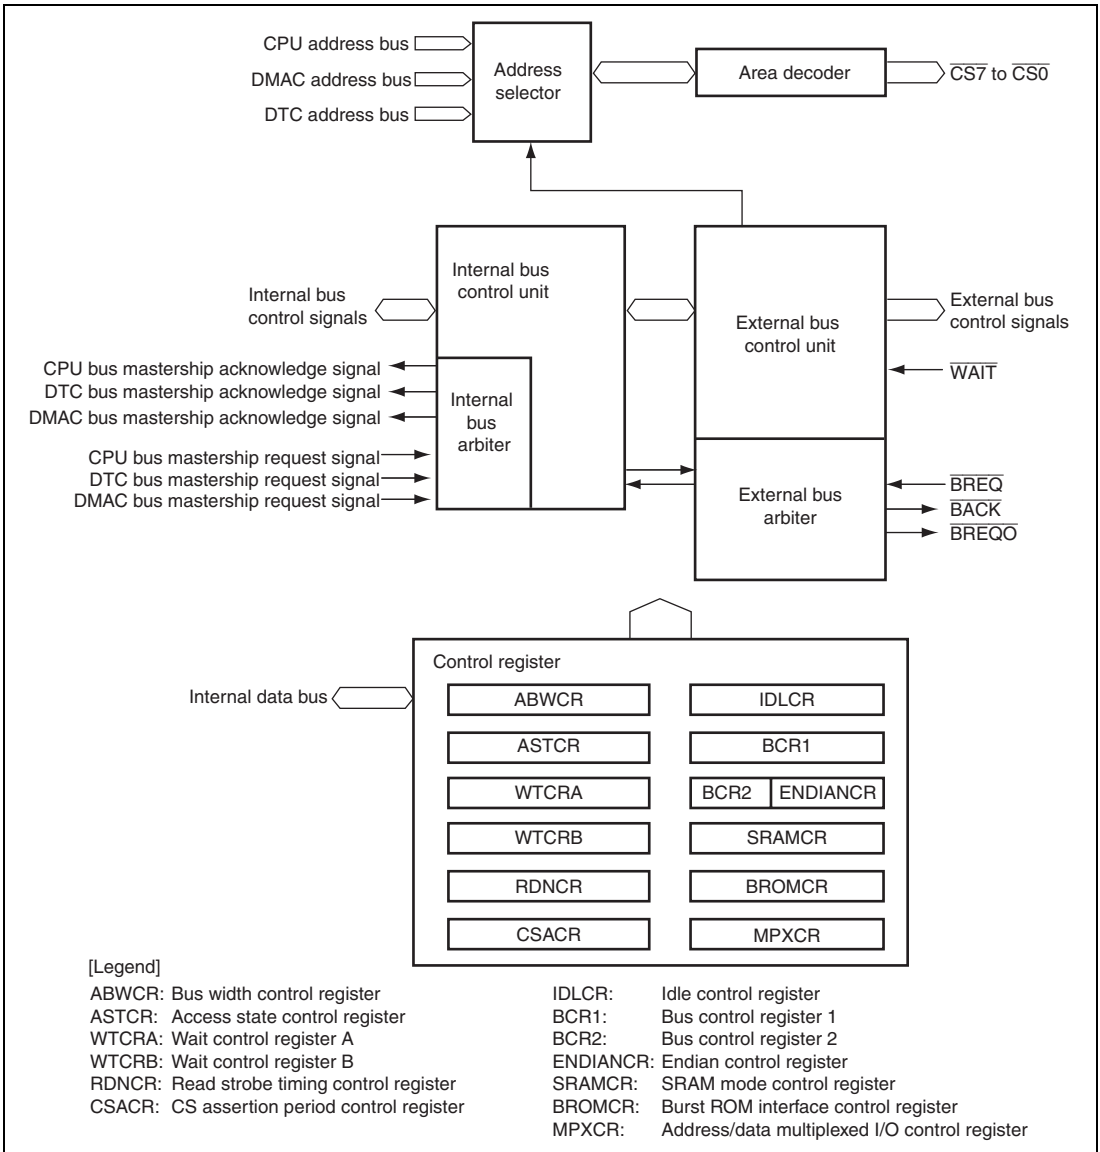 CPU address bus
DMAC address bus
DTC address bus
Address
selector
Area decoder
CS7 to CS0
Internal bus
control signals
Internal bus
control unit
External bus
control unit
External bus
control signals
WAIT
CPU bus mastership acknowledge signal
DTC bus mastership acknowledge signal
DMAC bus mastership acknowledge signal
Internal
bus
arbiter
CPU bus mastership request signal
DTC bus mastership request signal
DMAC bus mastership request signal
External bus
arbiter
BREQ
BACK
BREQO
Control register
Internal data bus
ABWCR
IDLCR
ASTCR
BCR1
WTCRA
BCR2
ENDIANCR
WTCRB
SRAMCR
RDNCR
BROMCR
CSACR
MPXCR
[Legend]
ABWCR: Bus width control register
ASTCR: Access state control register
WTCRA: Wait control register A
WTCRB: Wait control register B
RDNCR: Read strobe timing control register
CSACR: CS assertion period control register
IDLCR: Idle control register
BCR1: Bus control register 1
BCR2: Bus control register 2
ENDIANCR: Endian control register
SRAMCR: SRAM mode control register
BROMCR: Burst ROM interface control register
MPXCR: Address/data multiplexed I/O control register